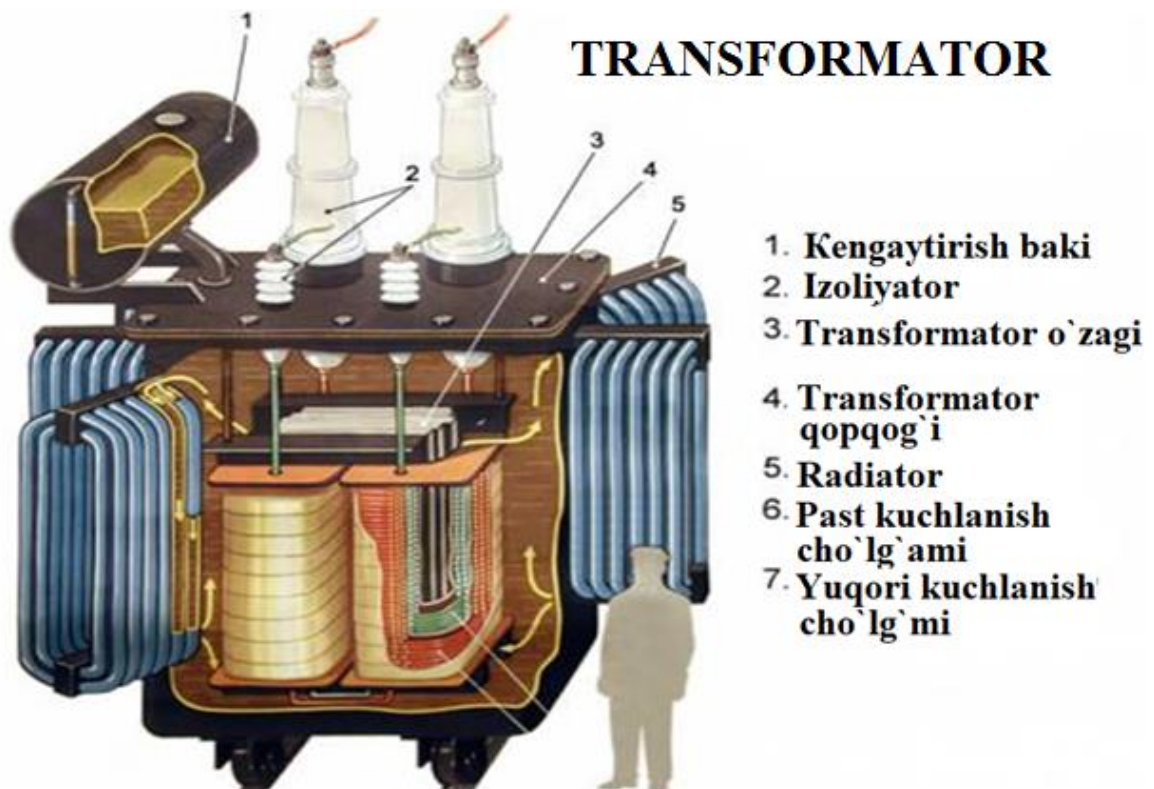 TRANSFORMATOR
1
2
3
4
5
1. Kengaytirish baki
2. Izoliyator
3. Transformator o`zagi
4. Transformator
qopqog`i
5. Radiator
6. Past kuchlanish
cho`lg`ami
7. Yuqori kuchlanish
cho`lg`mi